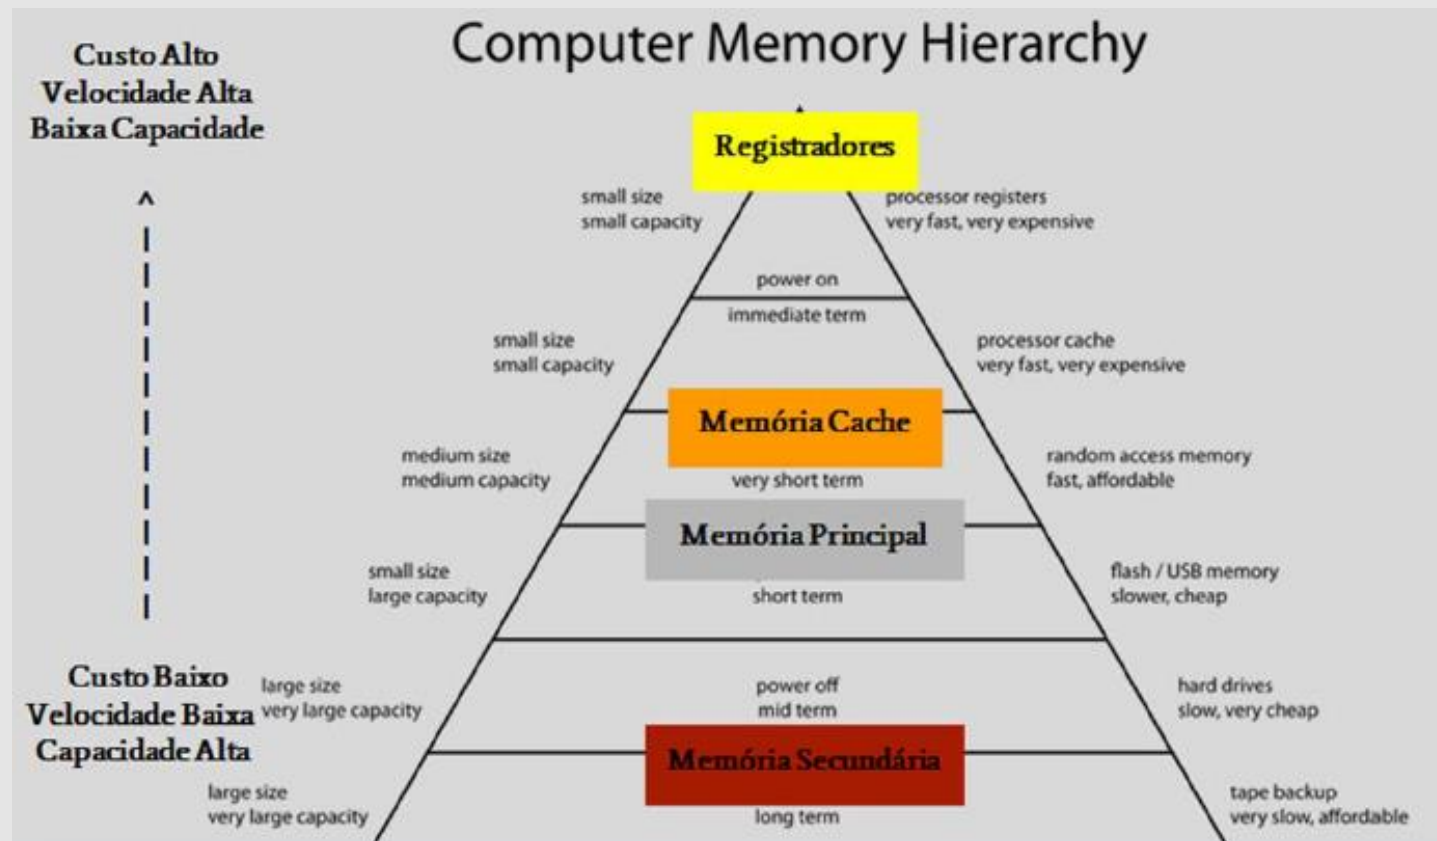 Computer Memory Hierarchy
Custo Alto
Velocidade Alta
Baixa Capacidade
Registradores
small size
small capacity
processor registers
very fast, very expensive
power on
immediate term
small size
small capacity
processor cache
very fast, very expensive
Memória Cache
medium size
medium capacity
very short term
random access memory
fast, affordable
Memória Principal
small size
large capacity
short term
flash / USB memory
slower, cheap
Custo Baixo
Velocidade Baixa
Capacidade Alta
large size
very large capacity
power off
mid term
hard drives
slow, very cheap
Memória Secundária
large size
very large capacity
long term
tape backup
very slow, affordable